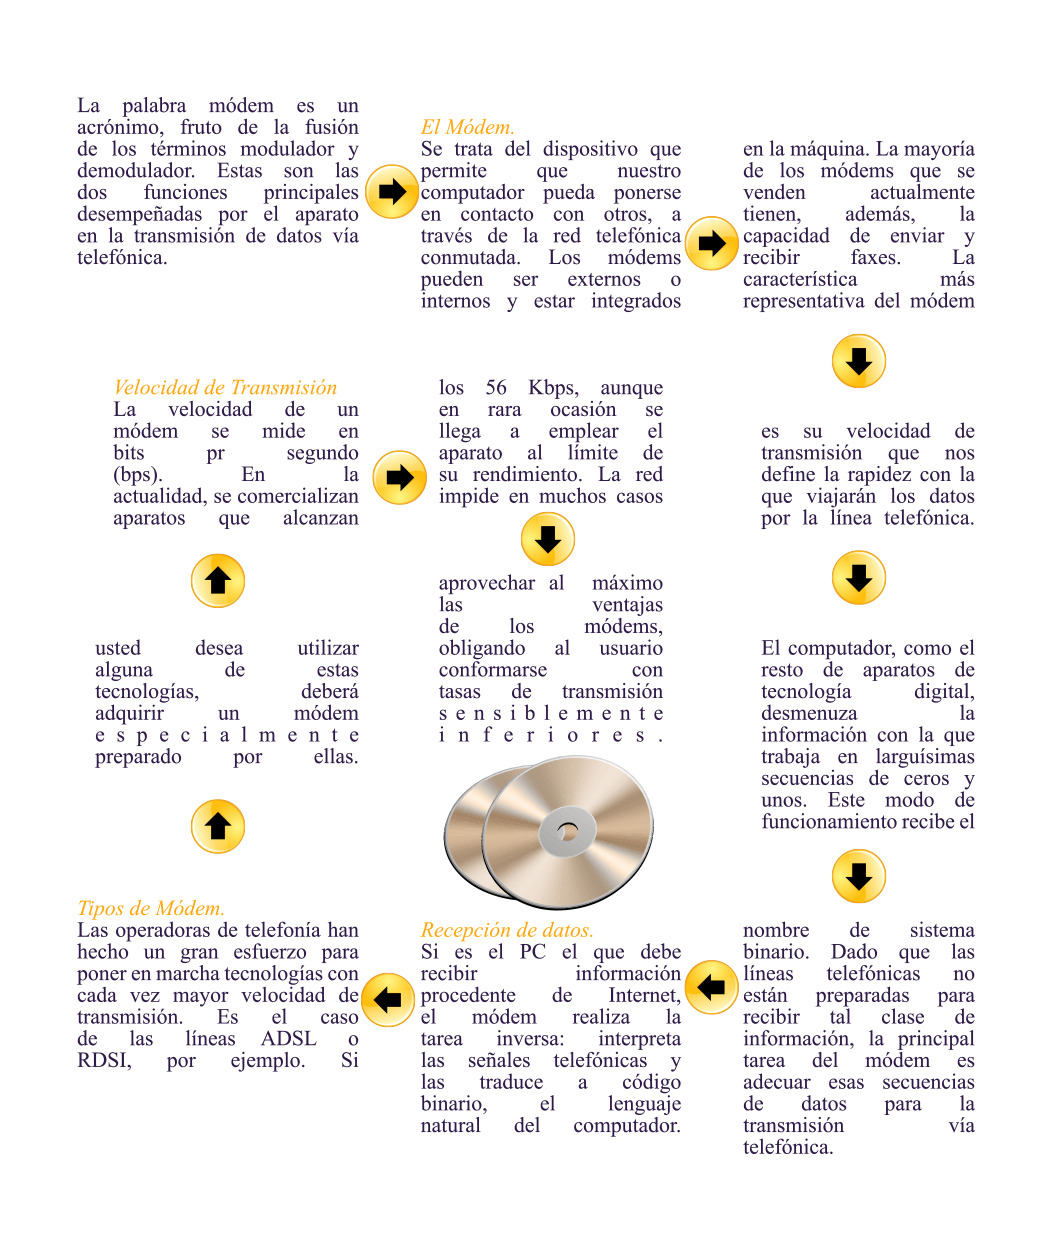 La palabra módem es un
acrónimo, fruto de la fusión
de los términos modulador y
demodulador. Estas son las
dos funciones principales
desempeñadas por el aparato
en la transmisión de datos vía
telefónica.
El Módem.
Se trata del dispositivo que
permite que nuestro
computador pueda ponerse
en contacto con otros, a
través de la red telefónica
conmutada. Los módems
pueden ser externos o
internos y estar integrados
en la máquina. La mayoría
de los módems que se
venden actualmente
tienen, además, la
capacidad de enviar y
recibir faxes. La
característica más
representativa del módem
es su velocidad de
transmisión que nos
define la rapidez con la
que viajarán los datos
por la línea telefónica.
El computador, como el
resto de aparatos de
tecnología digital,
desmenuza la
información con la que
trabaja en larguísimas
secuencias de ceros y
unos. Este modo de
funcionamiento recibe el
nombre de sistema
binario. Dado que las
líneas telefónicas no
están preparadas para
recibir tal clase de
información, la principal
tarea del módem es
adecuar esas secuencias
de datos para la
transmisión vía
telefónica.
Recepción de datos.
Si es el PC el que debe
recibir información
procedente de Internet,
el módem realiza la
tarea inversa: interpreta
las señales telefónicas y
las traduce a código
binario, el lenguaje
natural del computador.
Tipos de Módem.
Las operadoras de telefonía han
hecho un gran esfuerzo para
poner en marcha tecnologías con
cada vez mayor velocidad de
transmisión. Es el caso
de las líneas ADSL o
RDSI, por ejemplo. Si
usted desea utilizar
alguna de estas
tecnologías, deberá
adquirir un módem
especialmente
preparado por ellas.
Velocidad de Transmisión
La velocidad de un
módem se mide en
bits pr segundo
(bps). En la
actualidad, se comercializan
aparatos que alcanzan
los 56 Kbps, aunque
en rara ocasión se
llega a emplear el
aparato al límite de
su rendimiento. La red
impide en muchos casos
aprovechar al máximo
las ventajas
de los módems,
obligando al usuario
conformarse con
tasas de transmisión
sensiblemente
inferiores.